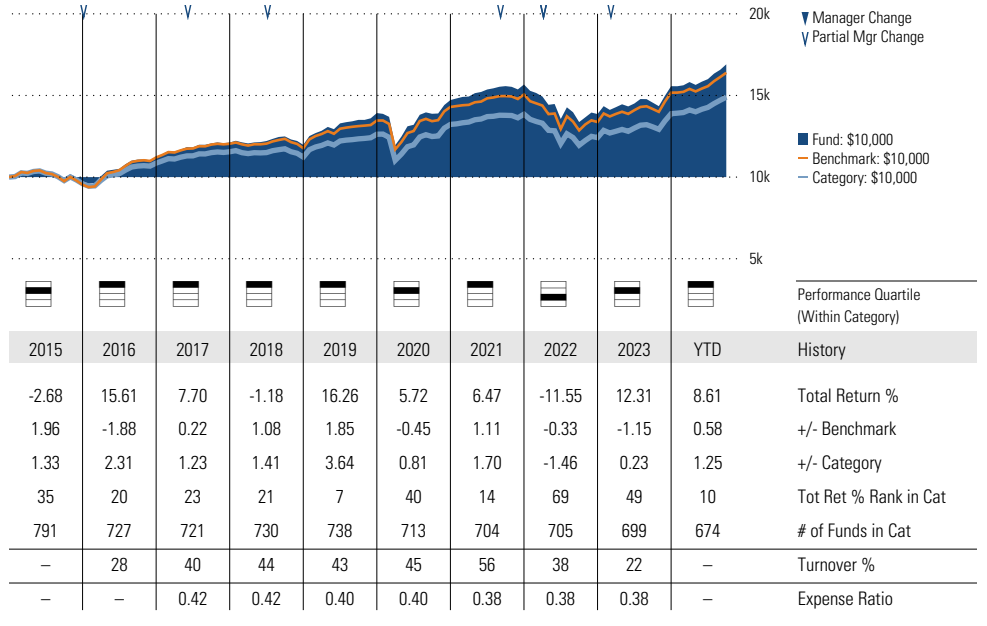 20k
Manager Change
Partial Mgr Change
15k
Fund: $10,000
Benchmark: $10,000
10k
Category: $10,000
5k
Performance Quartile
(Within Category)
2015 2016 2017 2018 2019 2020 2021 2022 2023 YTD History
-2.68 15.61 7.70 -1.18 16.26 5.72 6.47 -11.55 12.31 8.61 Total Return %
1.96 -1.88 0.22 1.08 1.85 -0.45 1.11 -0.33 -1.15 0.58 +/- Benchmark
1.33 2.31 1.23 1.41 3.64 0.81 1.70 -1.46 0.23 1.25 +/- Category
35 20 23 21 7 40 14 69 49 10 Tot Ret % Rank in Cat
791 727 721 730 738 713 704 705 699 674 # of Funds in Cat
– 28 40 44 43 45 56 38 22 – Turnover %
– – 0.42 0.42 0.40 0.40 0.38 0.38 0.38 – Expense Ratio